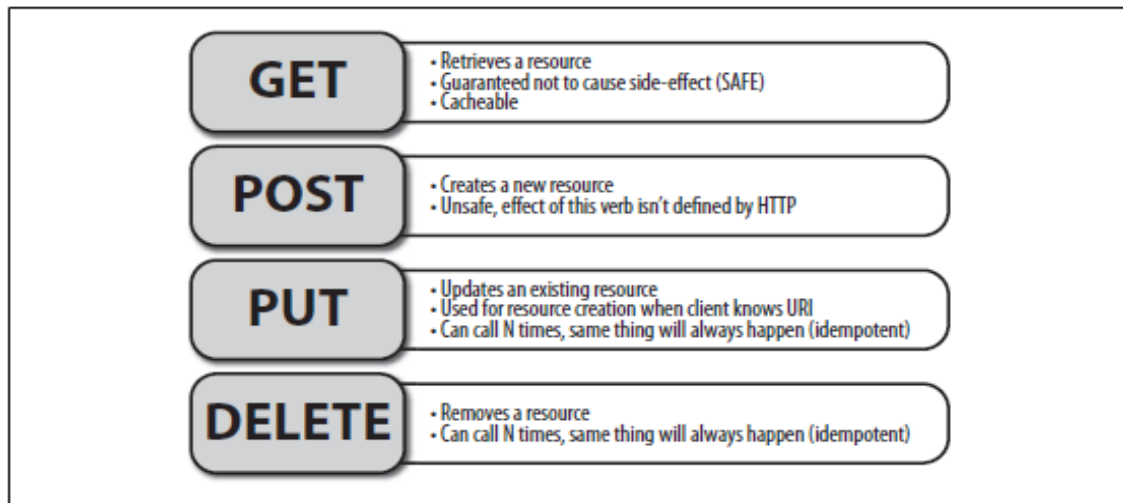 GET
• Retrieves a resource
• Guaranteed not to cause side-effect (SAFE)
• Cacheable
POST
• Creates a new resource
• Unsafe, effect of this verb isn't defined by HTTP
PUT
• Updates an existing resource
• Used for resource creation when client knows URI
• Can call N times, same thing will always happen (idempotent)
DELETE
• Removes a resource
• Can call N times, same thing will always happen (idempotent)